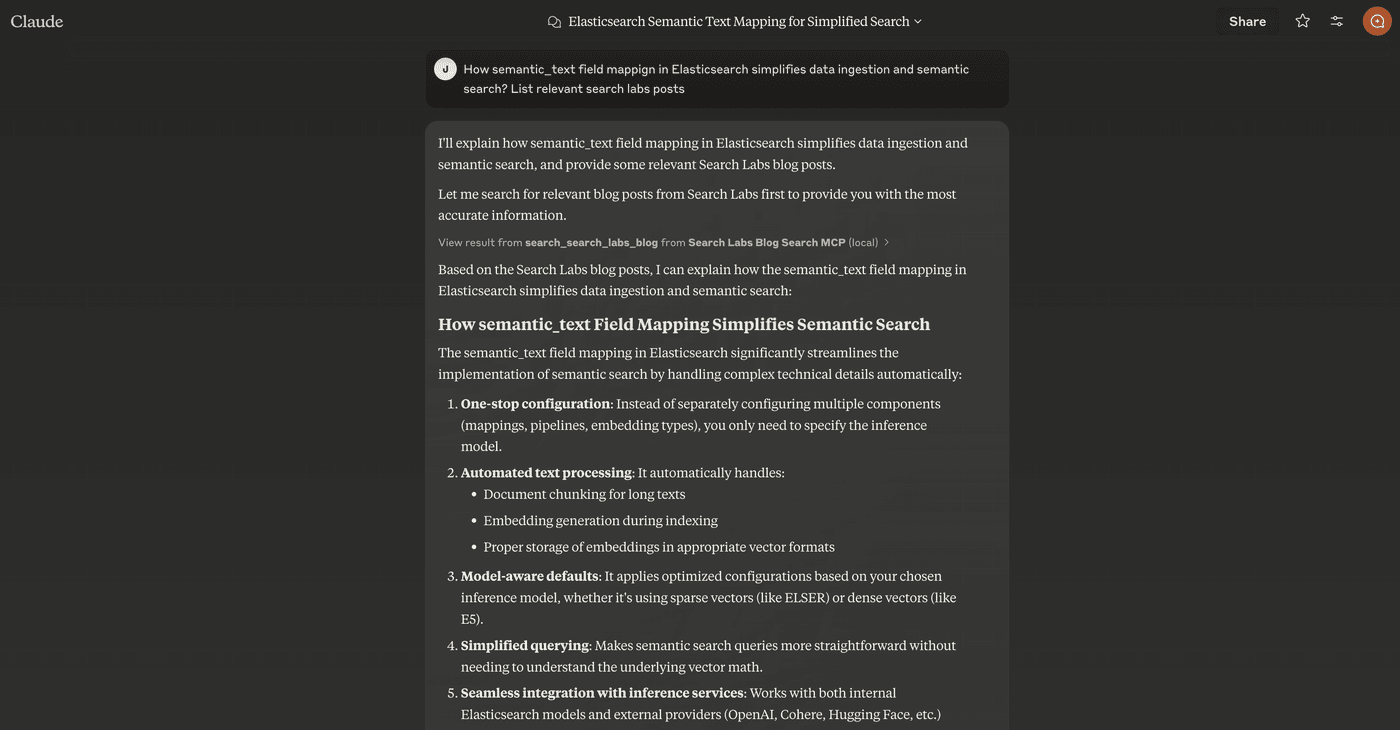 Claude
Elasticsearch Semantic Text Mapping for Simplified Search
Share
J
How semantic_text field mappign in Elasticsearch simplifies data ingestion and semantic
search? List relevant search labs posts
I'll explain how semantic_text field mapping in Elasticsearch simplifies data ingestion and
semantic search, and provide some relevant Search Labs blog posts.
Let me search for relevant blog posts from Search Labs first to provide you with the most
accurate information.
View result from search_search_labs_blog from Search Labs Blog Search MCP (local)
Based on the Search Labs blog posts, I can explain how the semantic_text field mapping in
Elasticsearch simplifies data ingestion and semantic search:
How semantic_text Field Mapping Simplifies Semantic Search
The semantic_text field mapping in Elasticsearch significantly streamlines the
implementation of semantic search by handling complex technical details automatically:
1. One-stop configuration: Instead of separately configuring multiple components
(mappings, pipelines, embedding types), you only need to specify the inference
model.
2. Automated text processing: It automatically handles:
• Document chunking for long texts
• Embedding generation during indexing
• Proper storage of embeddings in appropriate vector formats
3. Model-aware defaults: It applies optimized configurations based on your chosen
inference model, whether it's using sparse vectors (like ELSER) or dense vectors (like
E5).
4. Simplified querying: Makes semantic search queries more straightforward without
needing to understand the underlying vector math.
5. Seamless integration with inference services: Works with both internal
Elasticsearch models and external providers (OpenAI, Cohere, Hugging Face, etc.)